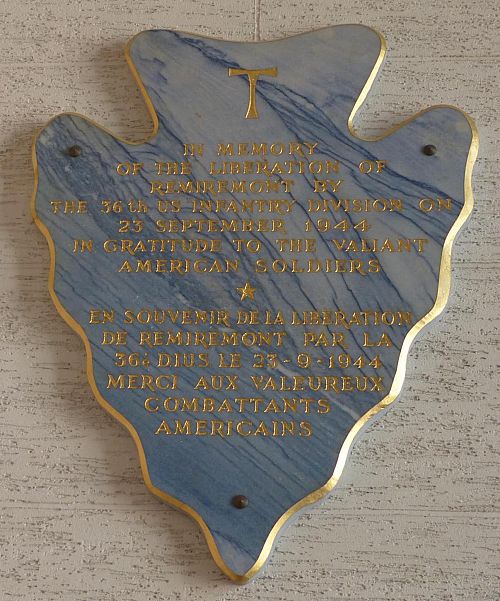 T
IN MEMORY
OF THE LIBERATION OF
REMIREMONT BY
THE 36th US INFANTRY DIVISION ON
23 SEPTEMBER 1944
IN GRATITUDE TO THE VALIANT
AMERICAN SOLDIERS
EN SOUVENIR DE LA LIBÉRATION
DE REMIREMONT PAR LA
36è DIUS LE 23-9-1944
MERCI AUX VALEUREUX
COMBATTANTS
AMERICAINS